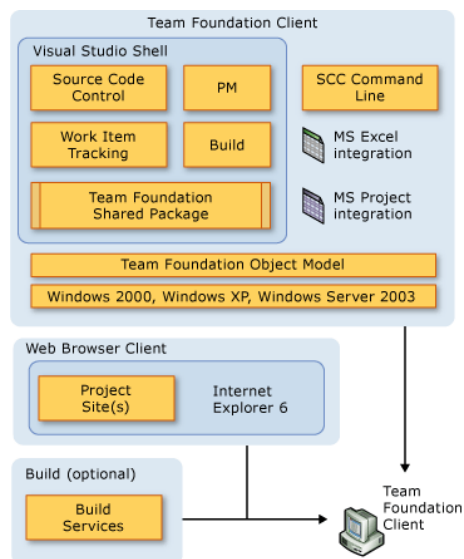 Team Foundation Client
Visual Studio Shell
Source Code
Control
PM
SCC Command
Line
Work Item
Tracking
Build
MS Excel
integration
Team Foundation
Shared Package
MS Project
integration
Team Foundation Object Model
Windows 2000, Windows XP, Windows Server 2003
Web Browser Client
Project
Site(s)
Internet
Explorer 6
Build (optional)
Build
Services
Team
Foundation
Client